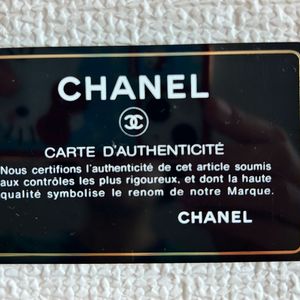 CHANEL
CARTE D'AUTHENTICITÉ
Nous certifions l'authenticité de cet article soumis
aux contrôles les plus rigoureux, et dont la haute
qualité symbolise le renom de notre Marque.
CHANEL